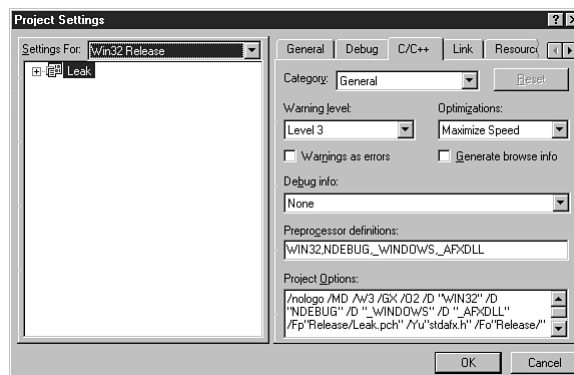 Project Settings
Settings For: Win32 Release
Leak
General Debug C/C++ Link Resourc
Category: General Reset
Warning level: Optimizations:
Level 3 Maximize Speed
Warnings as errors Generate browse info
Debug info:
None
Preprocessor definitions:
WIN32,NDEBUG,_WINDOWS,_AFXDLL
Project Options:
/nologo /MD /W3 /GX /O2 /D "WIN32" /D
"NDEBUG" /D "_WINDOWS" /D "_AFXDLL"
/Fp"Release/Leak.pch" /Yu"stdafx.h" /Fo"Release/"
OK Cancel